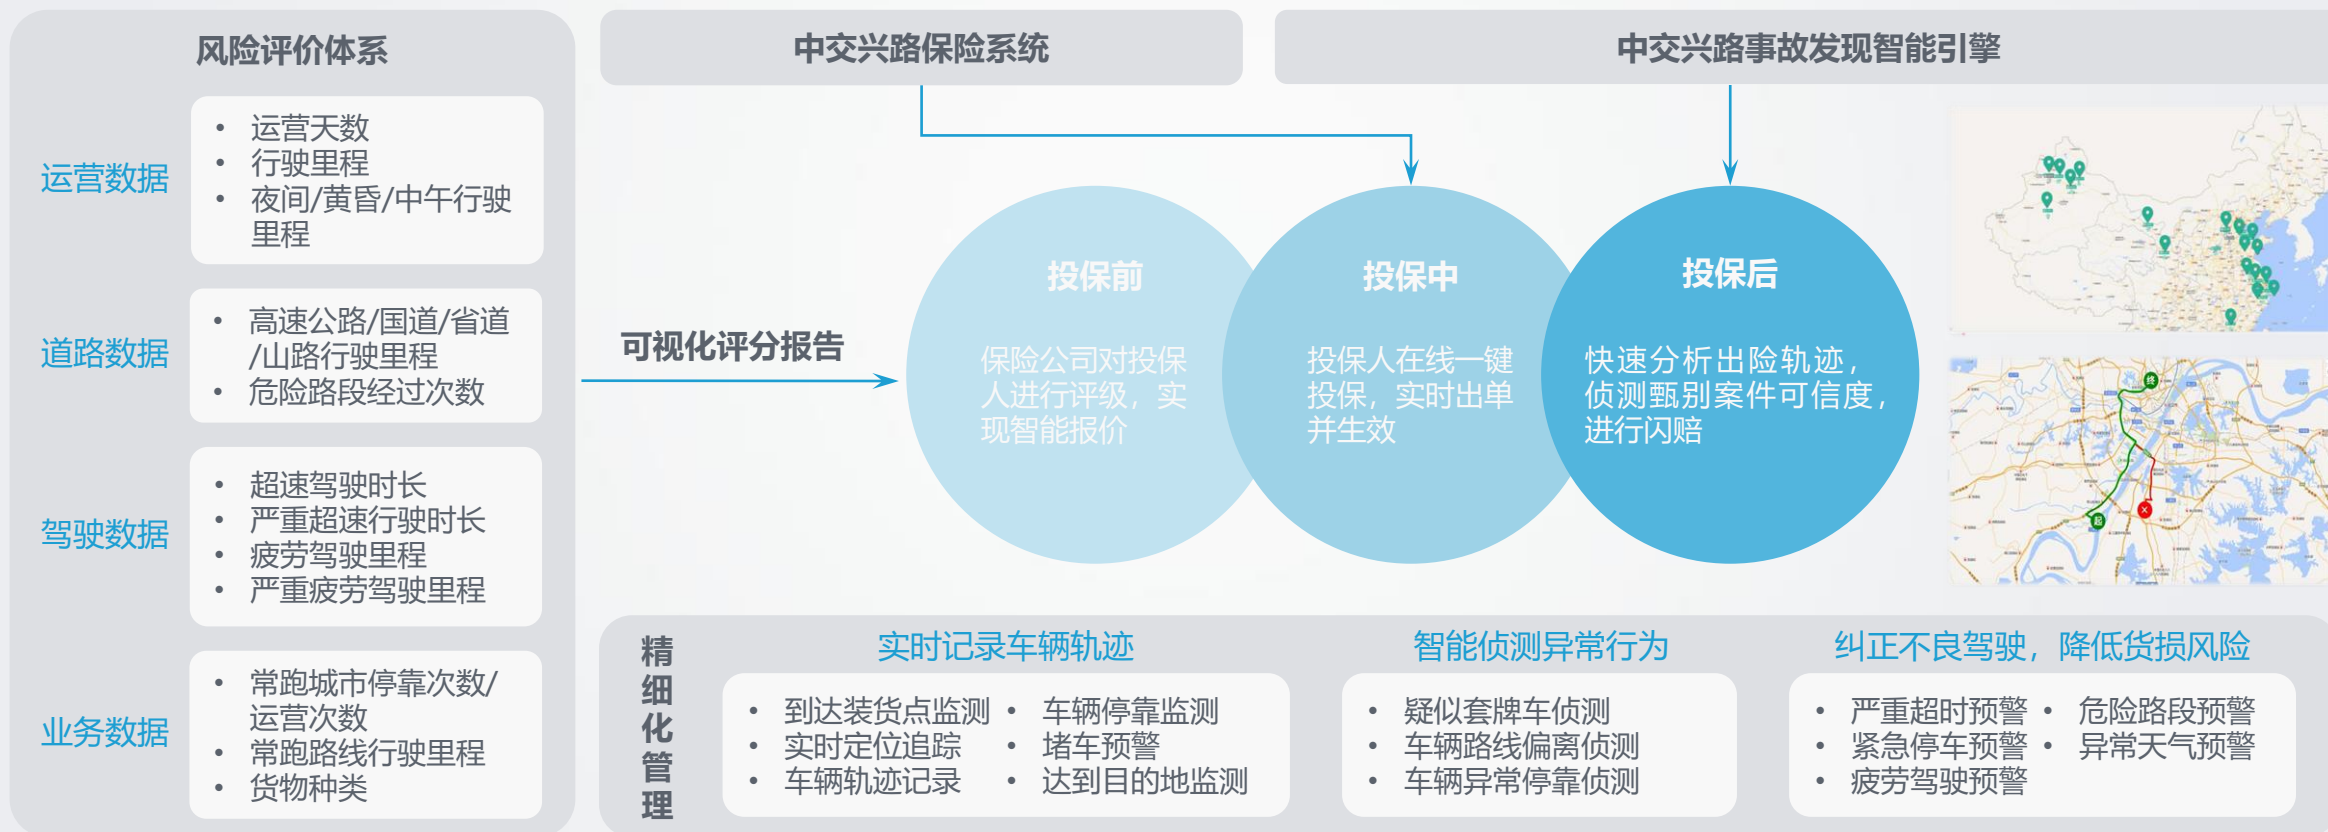 风险评价体系
运营数据
• 运营天数
• 行驶里程
• 夜间/黄昏/中午行驶
里程
道路数据
• 高速公路/国道/省道
/山路行驶里程
• 危险路段经过次数
驾驶数据
• 超速驾驶时长
• 严重超速行驶时长
• 疲劳驾驶里程
• 严重疲劳驾驶里程
业务数据
• 常跑城市停靠次数/
运营次数
• 常跑路线行驶里程
• 货物种类
中交兴路保险系统
中交兴路事故发现智能引擎
可视化评分报告
投保前
保险公司对投保
人进行评级，实
现智能报价
投保中
投保人在线一键
投保，实时出单
并生效
投保后
快速分析出险轨迹，
侦测甄别案件可信度，
进行闪赔
终
起
精细化管理
实时记录车辆轨迹
• 到达装货点监测
• 实时定位追踪
• 车辆轨迹记录
• 车辆停靠监测
• 堵车预警
• 达到目的地监测
智能侦测异常行为
• 疑似套牌车侦测
• 车辆路线偏离侦测
• 车辆异常停靠侦测
纠正不良驾驶，降低货损风险
• 严重超时预警
• 紧急停车预警
• 疲劳驾驶预警
• 危险路段预警
• 异常天气预警